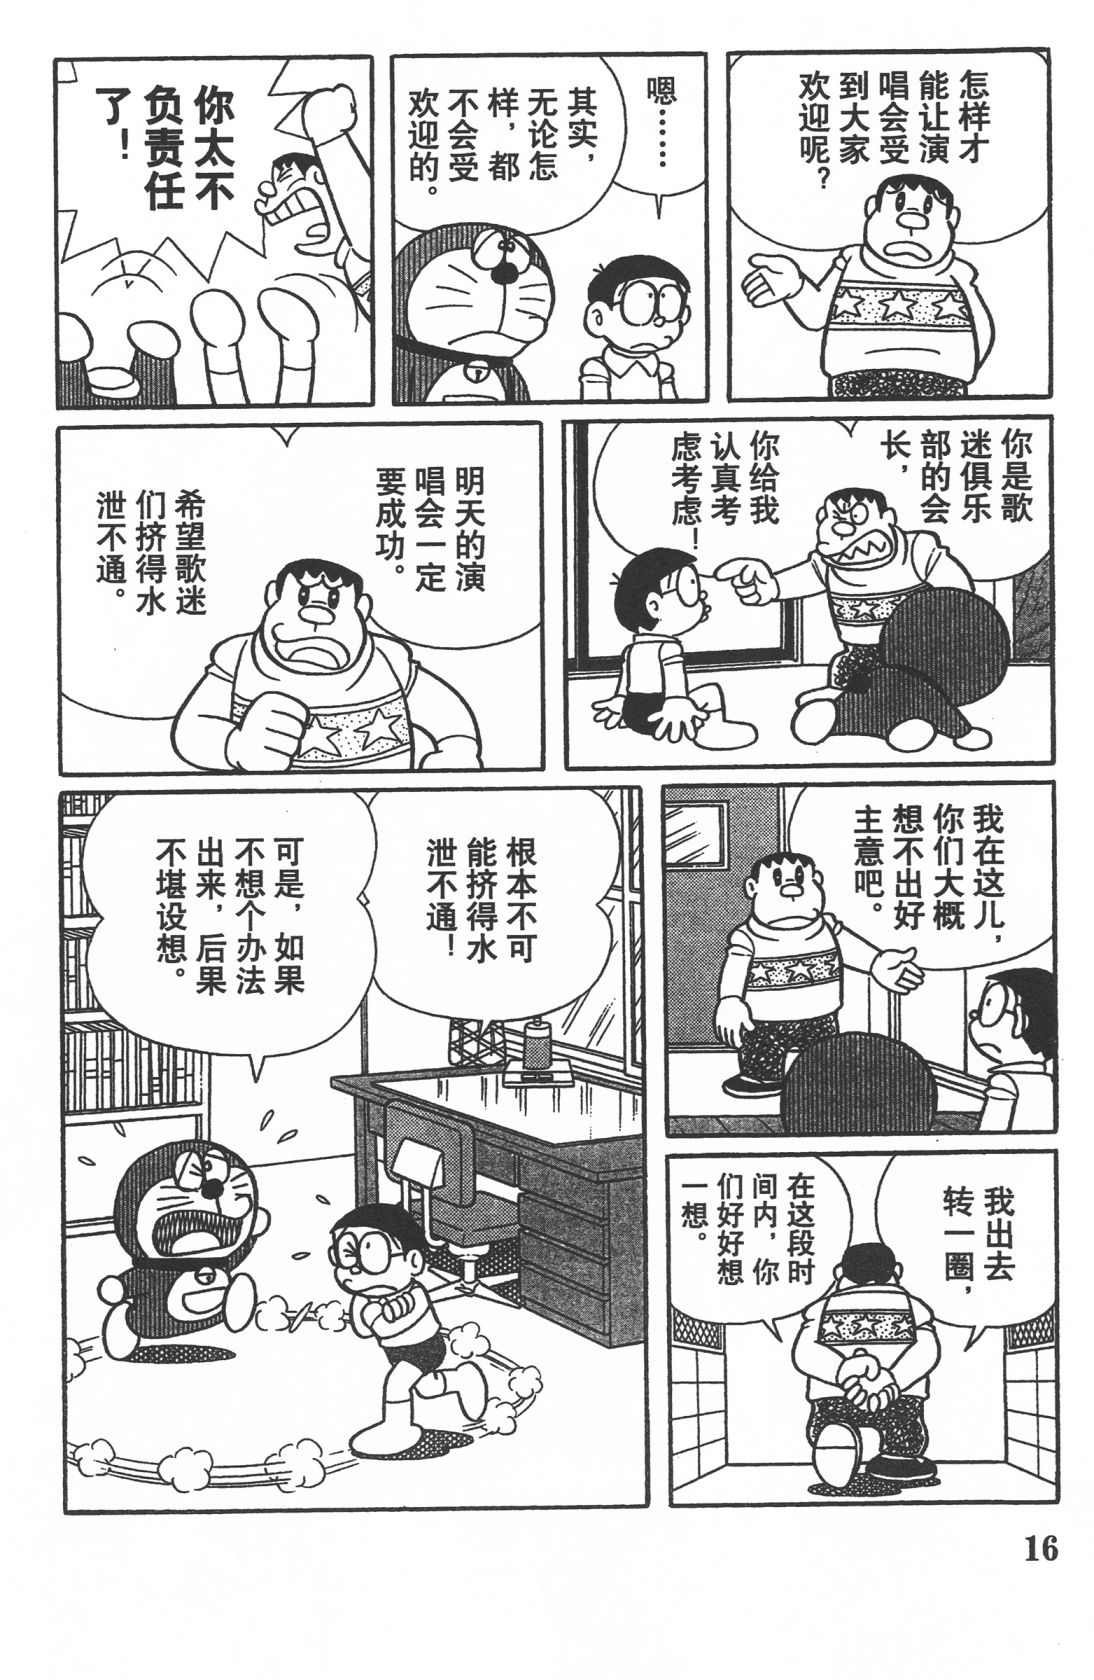 怎样才
能让演
唱会受
到大家
欢迎呢？
嗯……
其实，
无论怎
样，都
不会受
欢迎的。
你太不
负责任
了！
你是歌
迷俱乐
部的会
长，
你给我
认真考
虑考虑！
明天的演
唱会一定
要成功。
希望歌迷
们挤得水
泄不通。
我在这儿，
你们大概
想不出好
主意吧。
我出去
转一圈，
在这段时
间内，你
们好好想
一想。
根本不可
能挤得水
泄不通！
可是，如果
不想个办法
出来，后果
不堪设想。
16